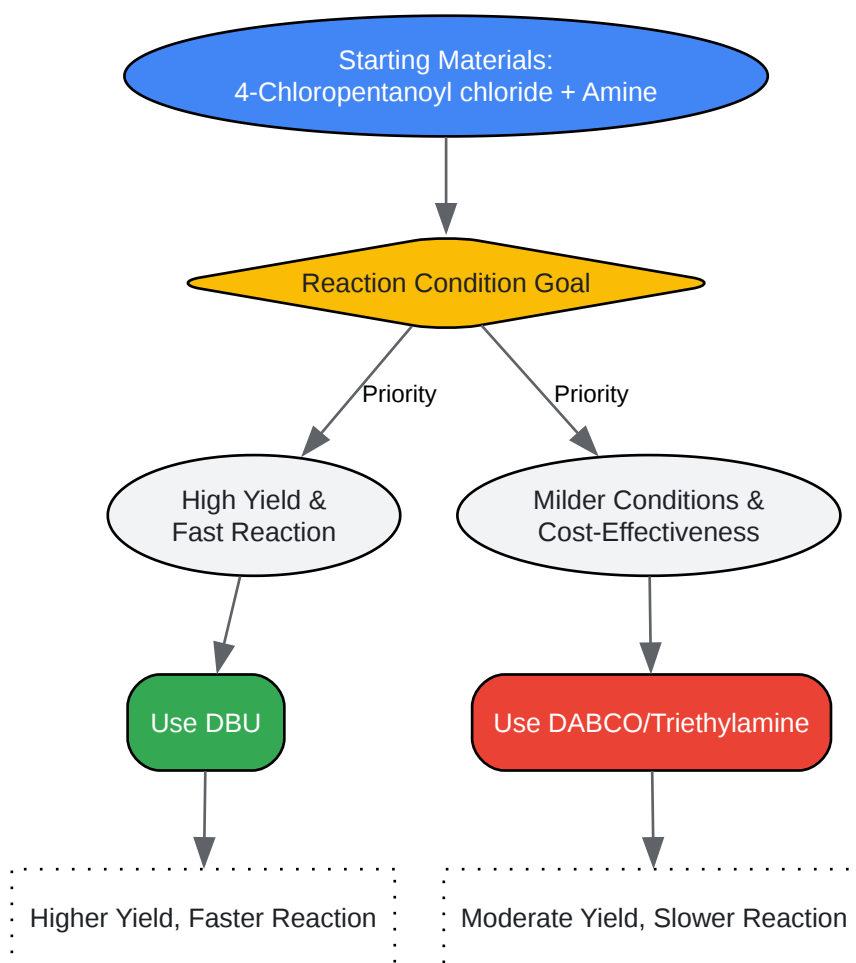 Starting Materials:
4-Chloropentanoyl chloride + Amine
Reaction Condition Goal
Priority
Priority
High Yield &
Fast Reaction
Milder Conditions &
Cost-Effectiveness
Use DBU
Use DABCO/Triethylamine
Higher Yield, Faster Reaction
Moderate Yield, Slower Reaction